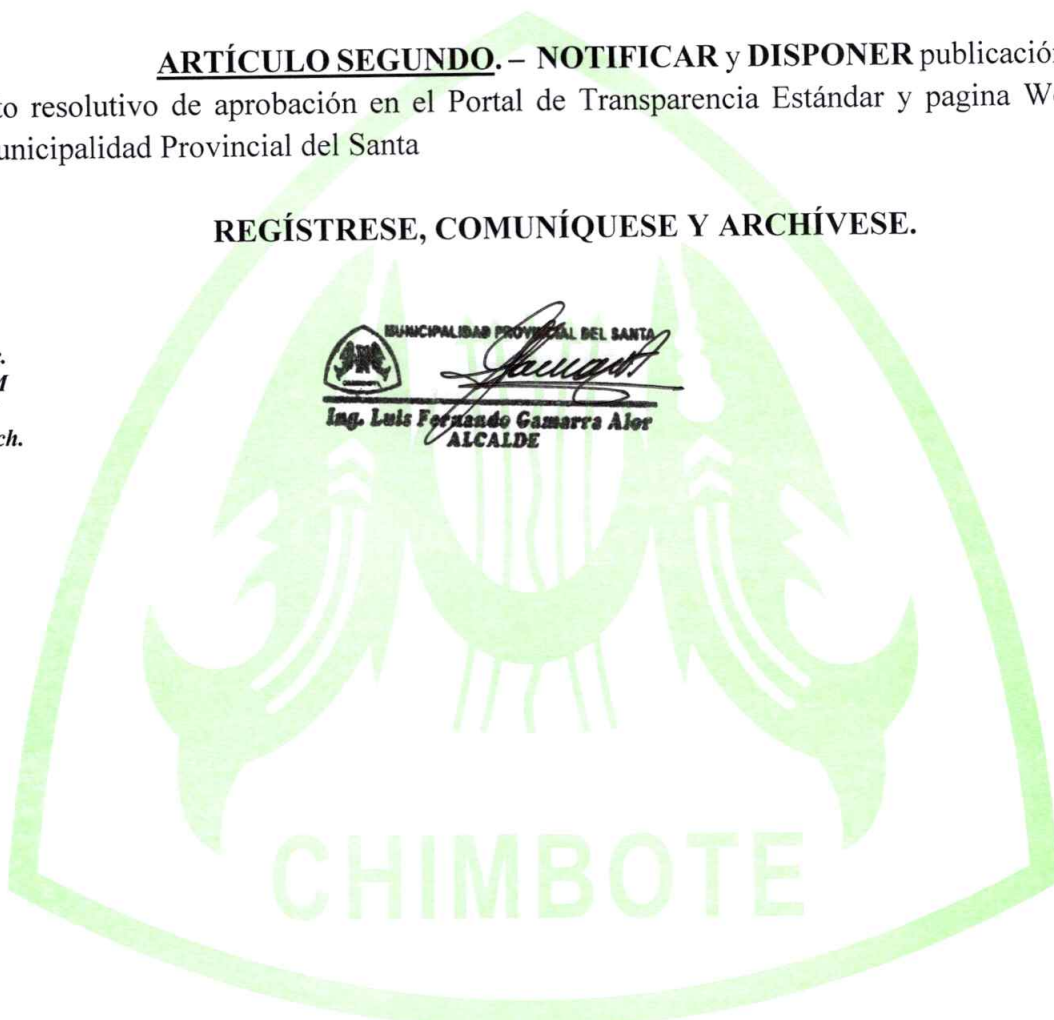 ARTÍCULO SEGUNDO. – NOTIFICAR y DISPONER publicación
to resolutivo de aprobación en el Portal de Transparencia Estándar y pagina We
unicipalidad Provincial del Santa
REGÍSTRESE, COMUNÍQUESE Y ARCHÍVESE.
MUNICIPALIDAD PROVINCIAL DEL SANTA
Ing. Luis Fernando Gamarra Alor
ALCALDE
ch.
CHIMBOTE